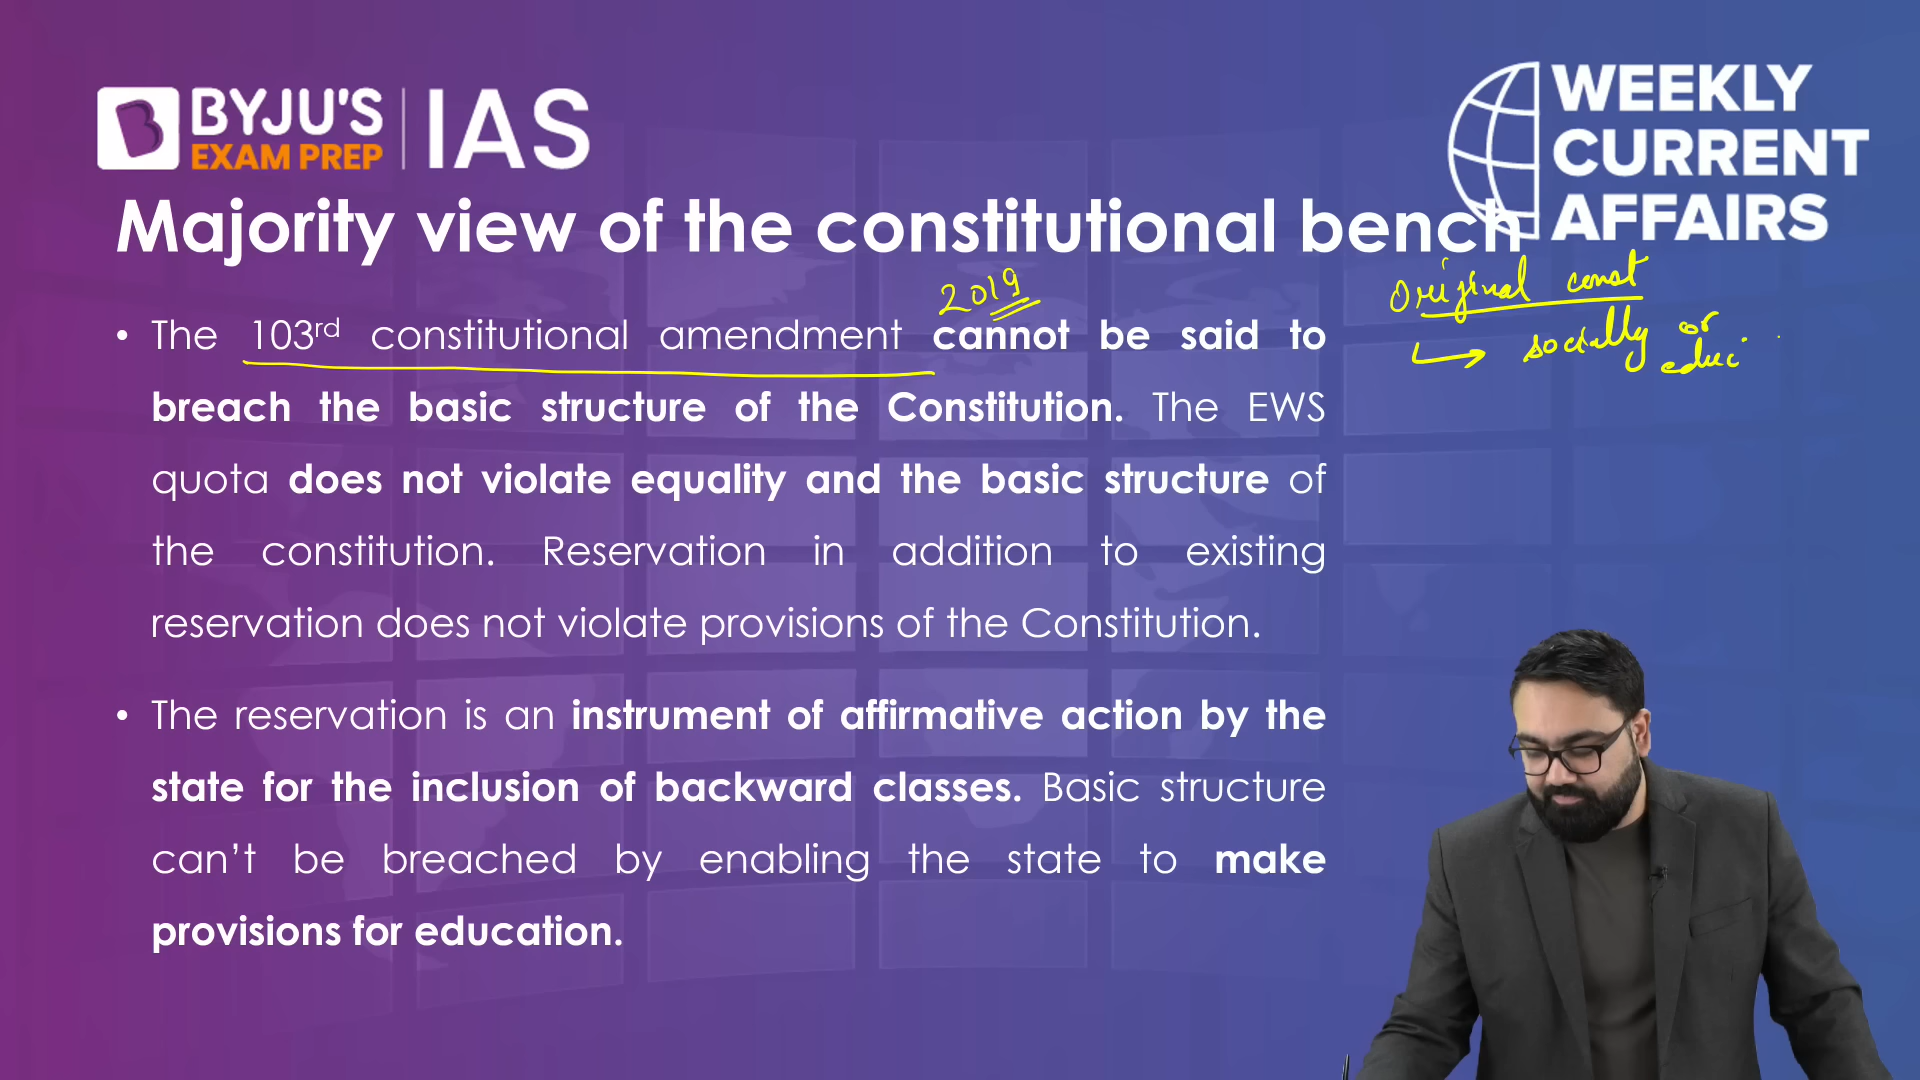 BYJU'S
EXAM PREP
IAS
WEEKLY
CURRENT
AFFAIRS
Majority view of the constitutional bench
2019
Original const
socially or
educ
• The 103rd constitutional amendment cannot be said to
breach the basic structure of the Constitution. The EWS
quota does not violate equality and the basic structure of
the constitution. Reservation in addition to existing
reservation does not violate provisions of the Constitution.
• The reservation is an instrument of affirmative action by the
state for the inclusion of backward classes. Basic structure
can’t be breached by enabling the state to make
provisions for education.